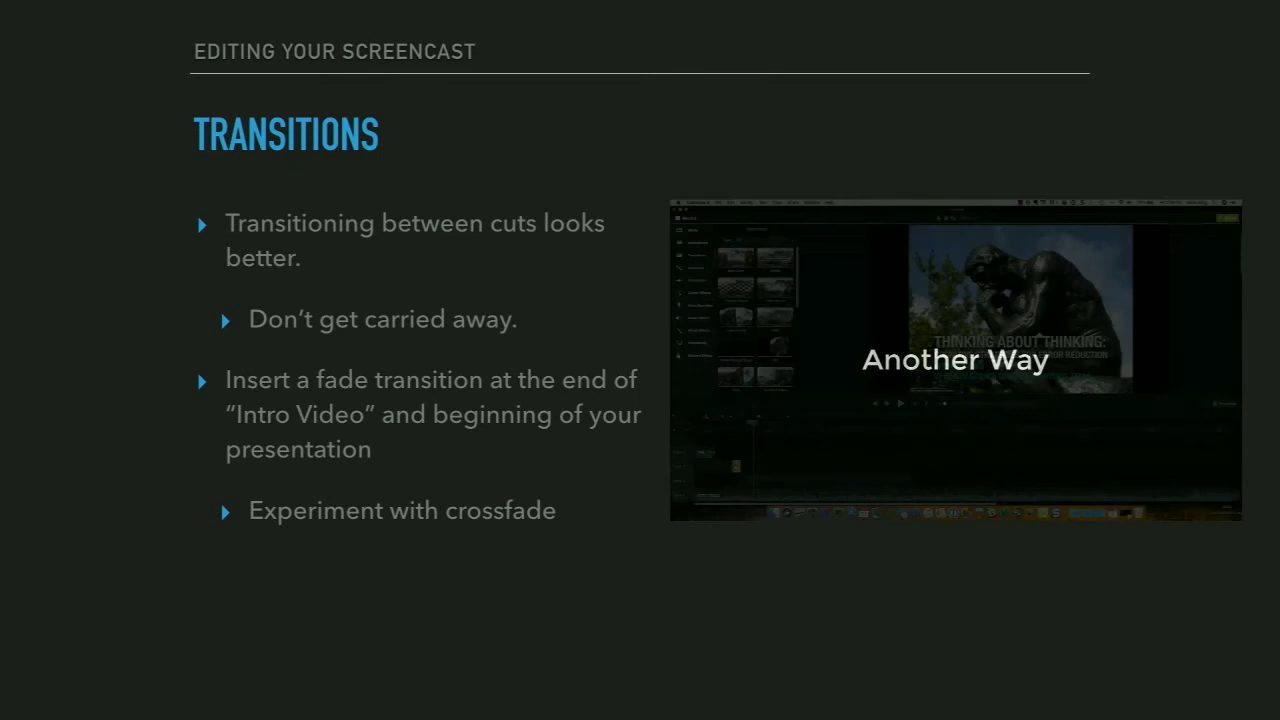 EDITING YOUR SCREENCAST
TRANSITIONS
Transitioning between cuts looks
better.
Don't get carried away.
Insert a fade transition at the end of
“Intro Video” and beginning of your
presentation
Experiment with crossfade
THINKING ABOUT THINKING:
Another Way